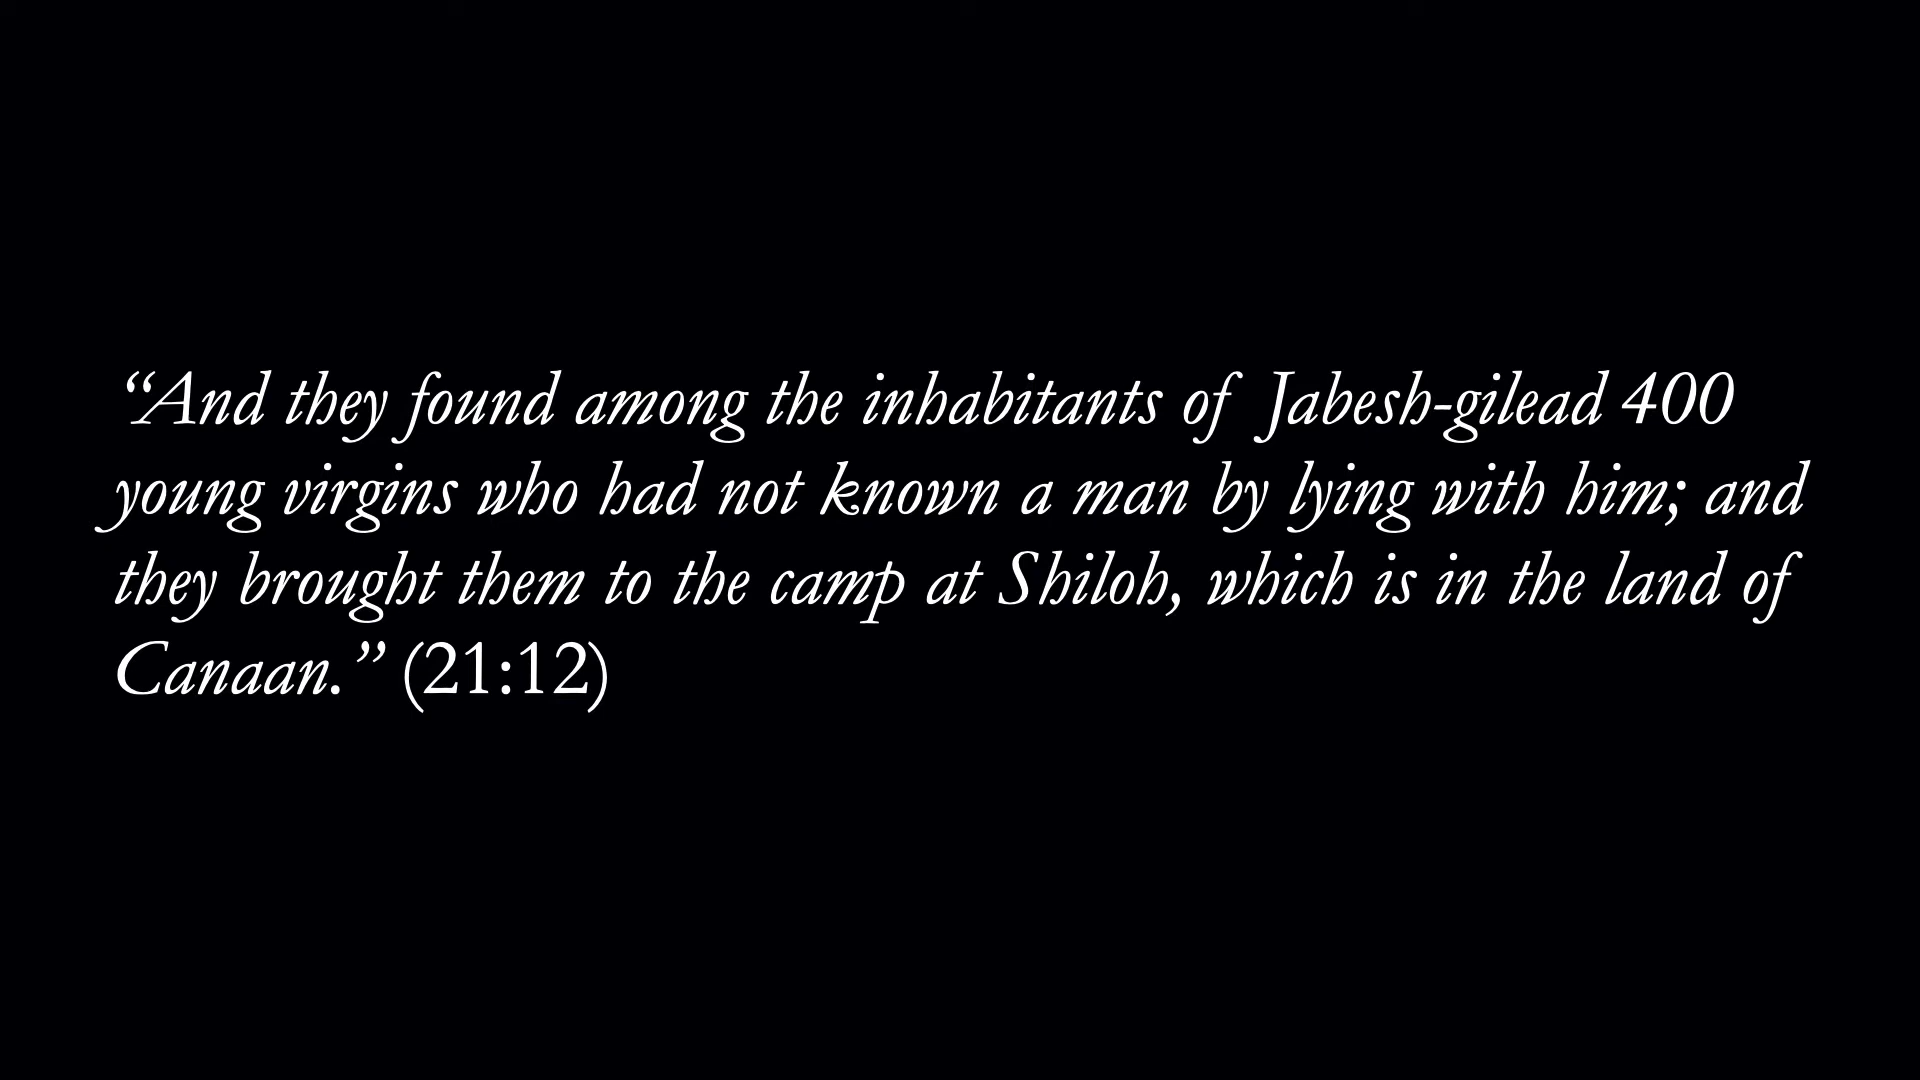 “And they found among the inhabitants of Jabesh-gilead 400
young virgins who had not known a man by lying with him; and
they brought them to the camp at Shiloh, which is in the land of
Canaan.” (21:12)